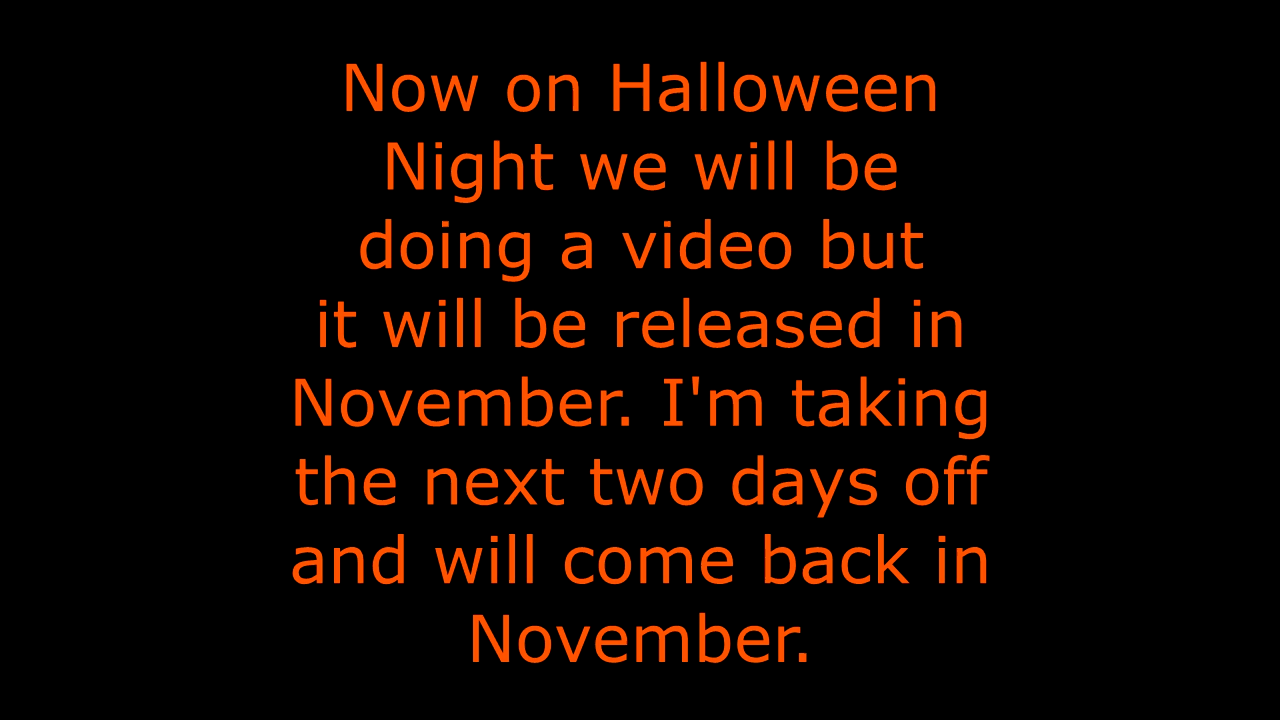 Now on Halloween
Night we will be
doing a video but
it will be released in
November. I'm taking
the next two days off
and will come back in
November.